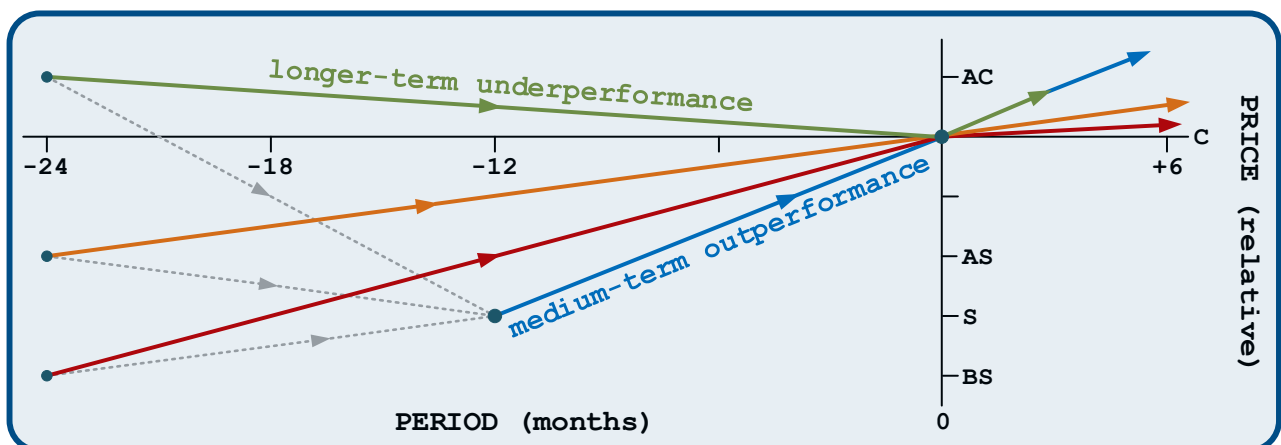 longer-term underperformance
AC
C
-24
-18
-12
+6
medium-term outperformance
AS
S
BS
PRICE (relative)
PERIOD (months)
0